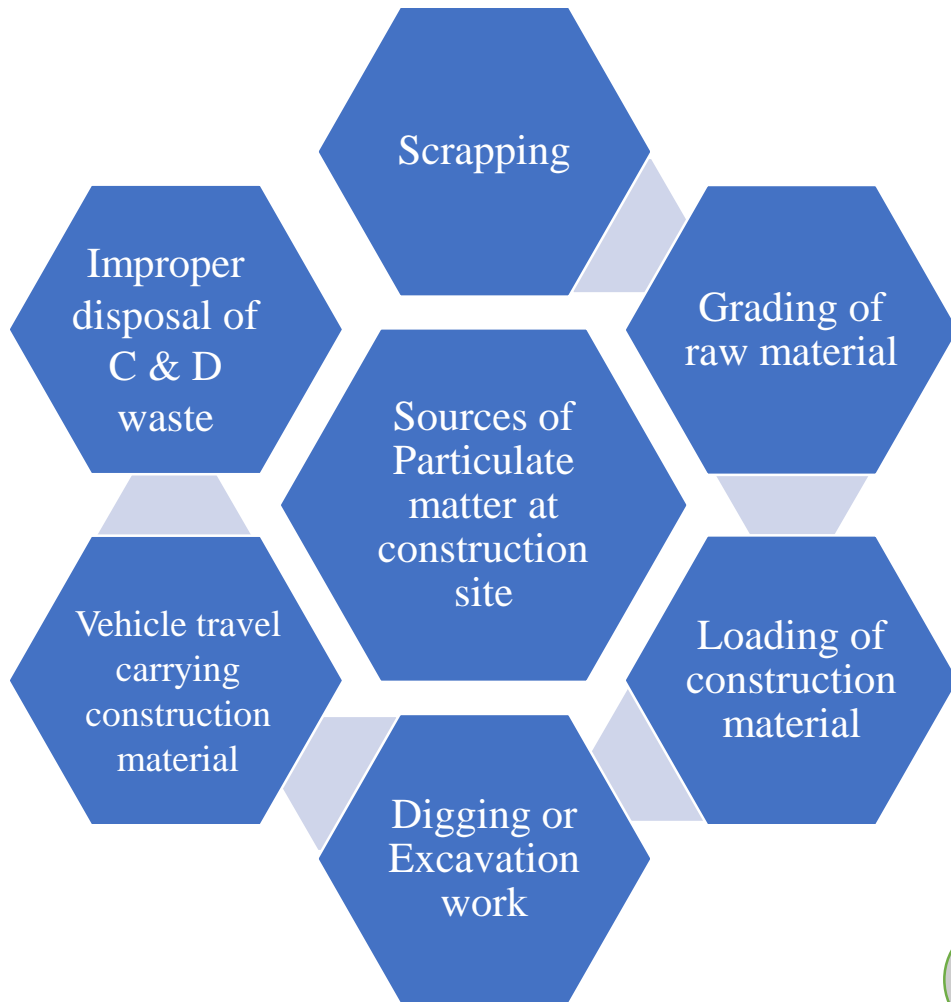 Scrapping
Grading of
raw material
Loading of
construction
material
Digging or
Excavation
work
Vehicle travel
carrying
construction
material
Improper
disposal of
C & D
waste
Sources of
Particulate
matter at
construction
site